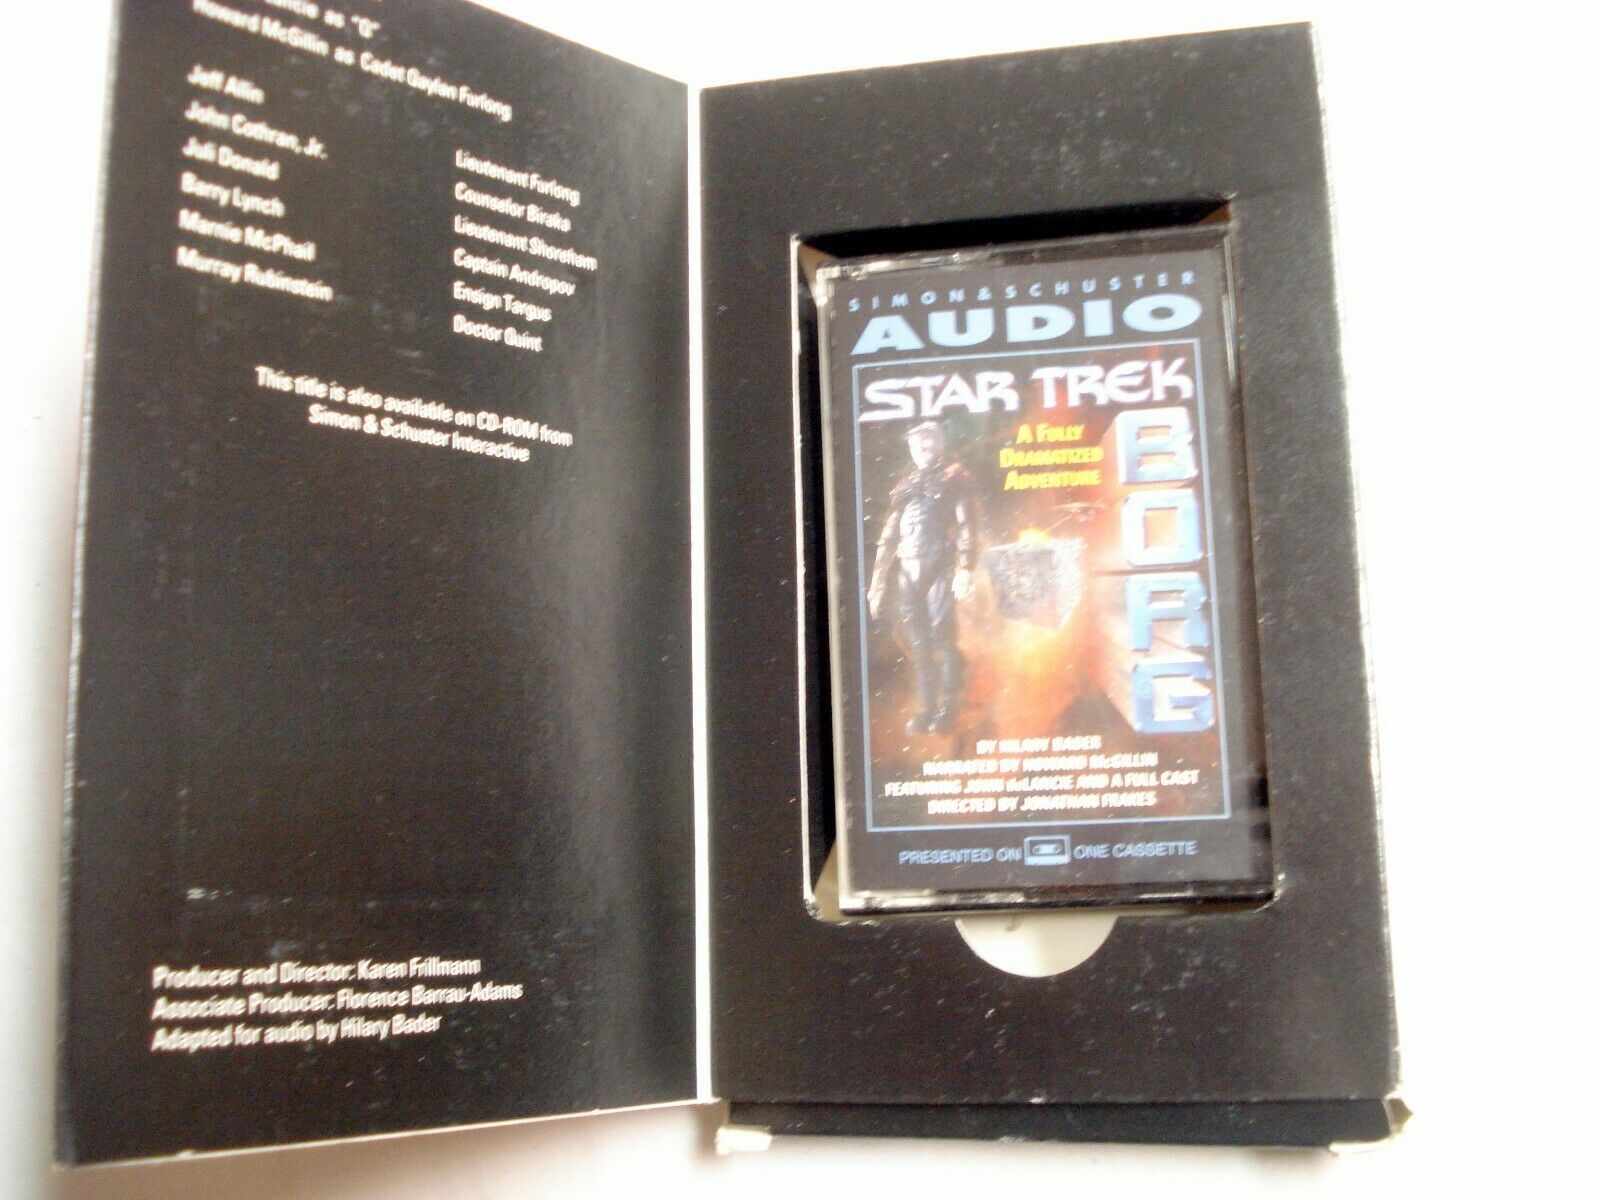 as "Q"
Howard McGillin as Cadet Qaylan Furlong
Jeff Allin
John Cothran, Jr.
Juli Donald
Barry Lynch
Marnie McPhail
Murray Rubinstein
Lieutenant Furlong
Counselor Biraka
Lieutenant Shoreham
Captain Andropov
Ensign Targus
Doctor Quint
This title is also available on CD-ROM from
Simon & Schuster Interactive
Producer and Director: Karen Frillmann
Associate Producer: Florence Barrau-Adams
Adapted for audio by Hilary Bader
SIMON & SCHUSTER
AUDIO
STAR TREK
BORG
A FULLY
DRAMATIZED
ADVENTURE
BY HILARY BADER
NARRATED BY HOWARD McGILLIN
FEATURING JOHN deLANCIE AND A FULL CAST
DIRECTED BY JONATHAN FRAKES
PRESENTED ON ONE CASSETTE